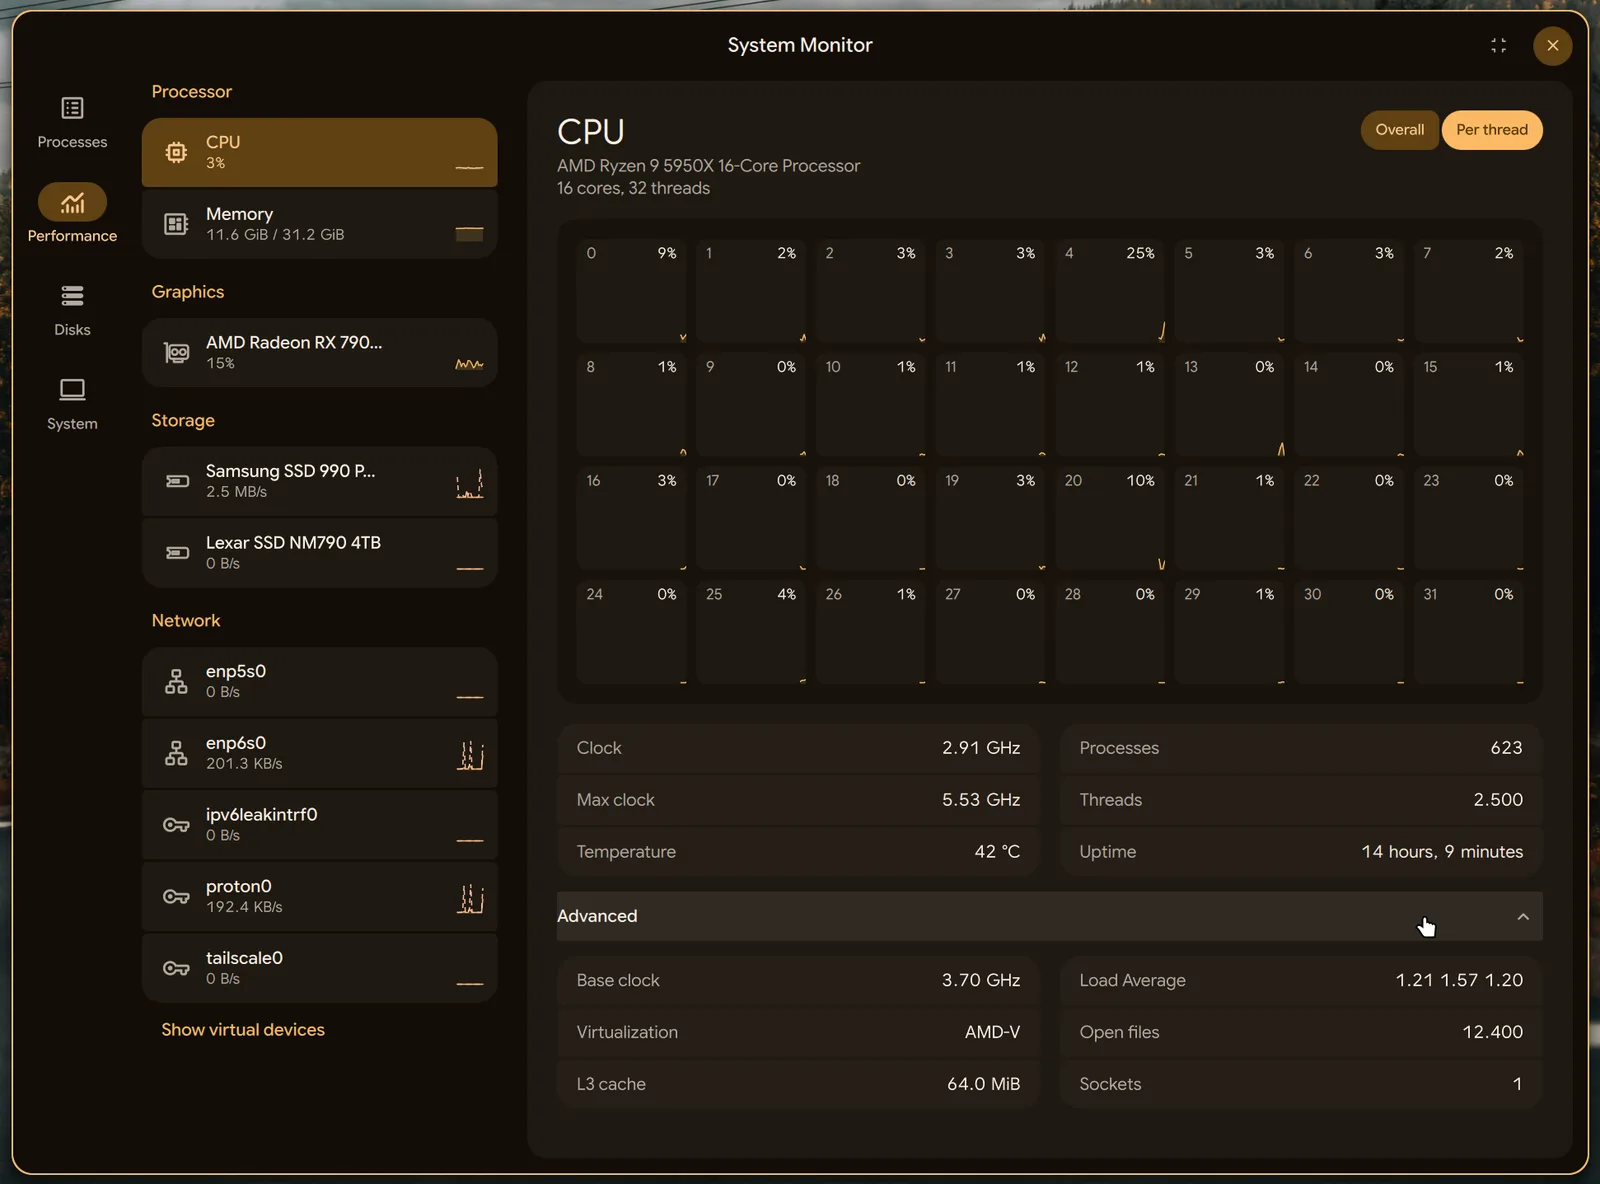 System Monitor
Processes
Performance
Disks
System
Processor
CPU
3%
Memory
11.6 GiB / 31.2 GiB
Graphics
AMD Radeon RX 790...
15%
Storage
Samsung SSD 990 P...
2.5 MB/s
Lexar SSD NM790 4TB
0 B/s
Network
enp5s0
0 B/s
enp6s0
201.3 KB/s
ipv6leakintrf0
0 B/s
proton0
192.4 KB/s
tailscale0
0 B/s
Show virtual devices
CPU
Overall Per thread
AMD Ryzen 9 5950X 16-Core Processor
16 cores, 32 threads
0 9% 1 2% 2 3% 3 3% 4 25% 5 3% 6 3% 7 2%
8 1% 9 0% 10 1% 11 1% 12 1% 13 0% 14 0% 15 1%
16 3% 17 0% 18 0% 19 3% 20 10% 21 1% 22 0% 23 0%
24 0% 25 4% 26 1% 27 0% 28 0% 29 1% 30 0% 31 0%
Clock 2.91 GHz
Max clock 5.53 GHz
Temperature 42 °C
Processes 623
Threads 2.500
Uptime 14 hours, 9 minutes
Advanced
Base clock 3.70 GHz
Virtualization AMD-V
L3 cache 64.0 MiB
Load Average 1.21 1.57 1.20
Open files 12.400
Sockets 1